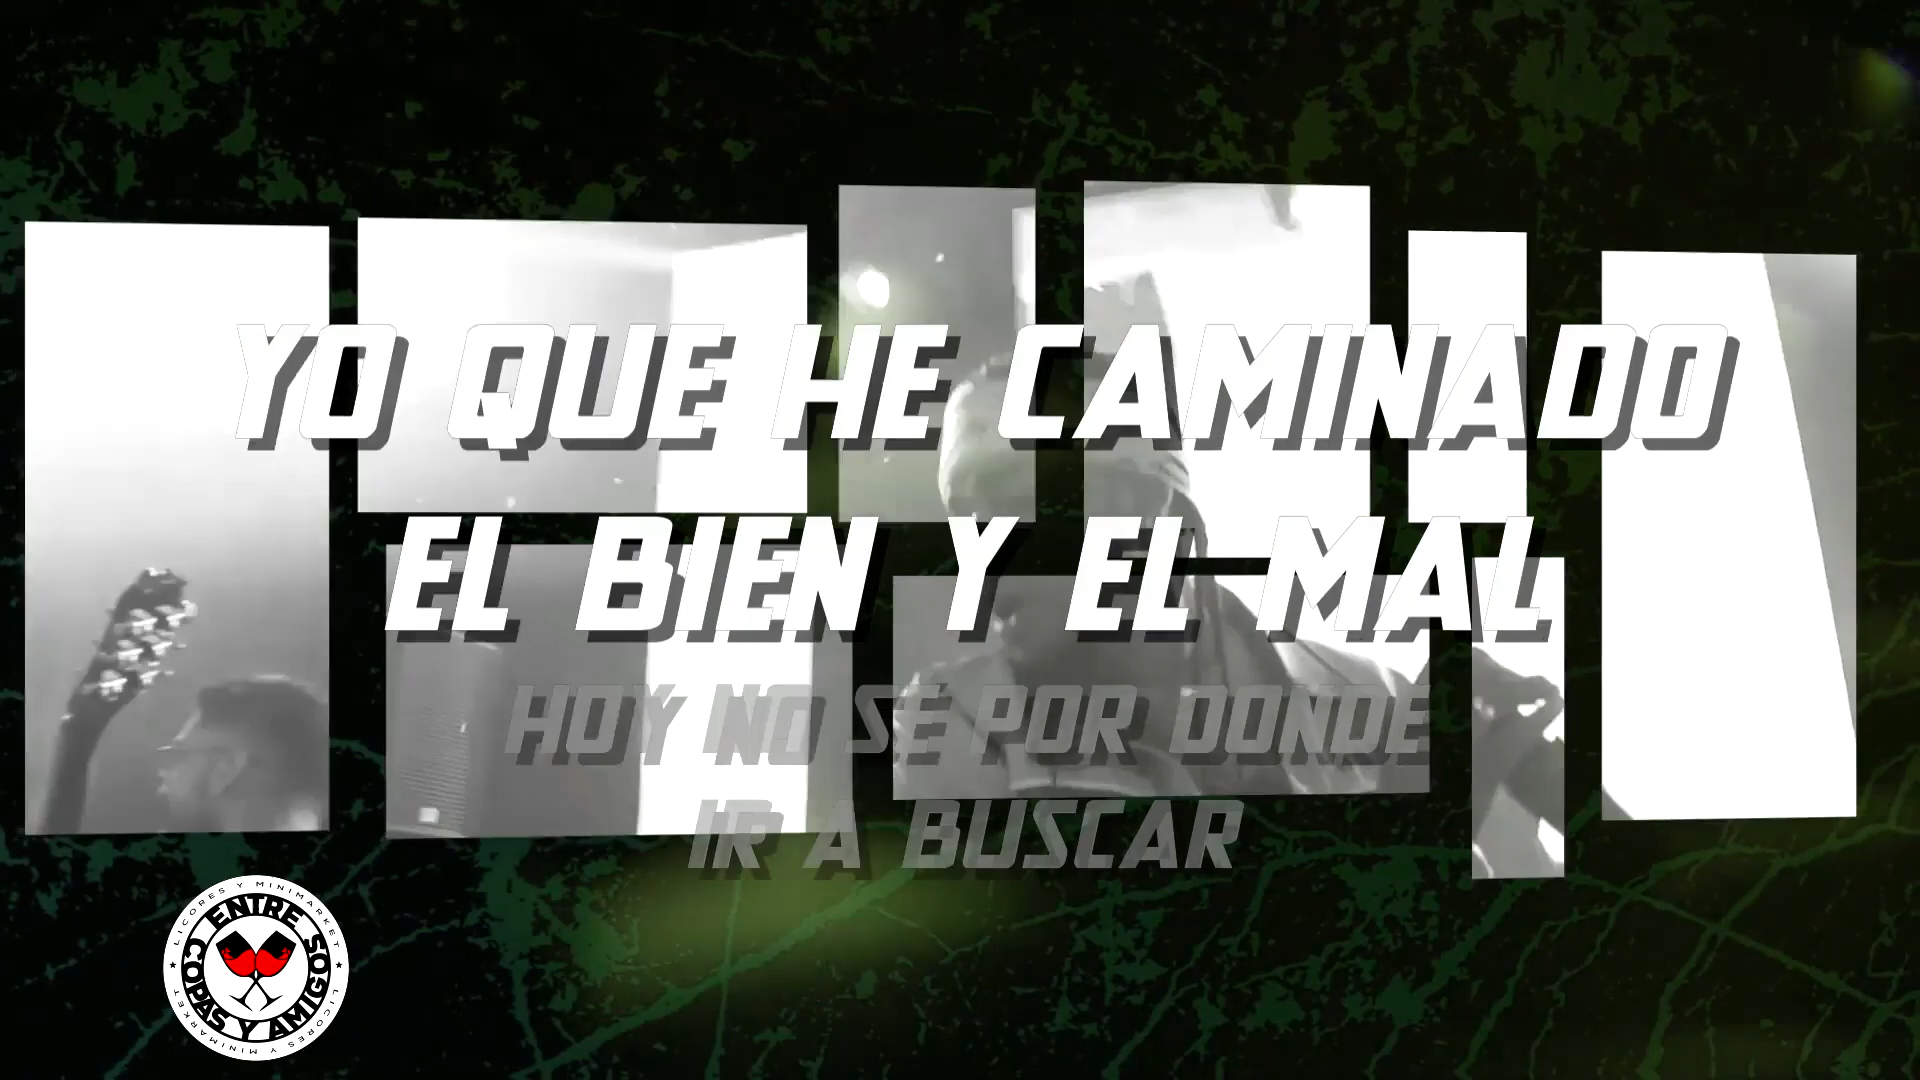 YO QUE HE CAMINADO
EL BIEN Y EL MAL
HOY NO SÉ POR DONDE
IR A BUSCAR
LICORES Y MINIMARKET
ENTRE
COPAS Y AMIGOS
LICORES Y MINIMARKET